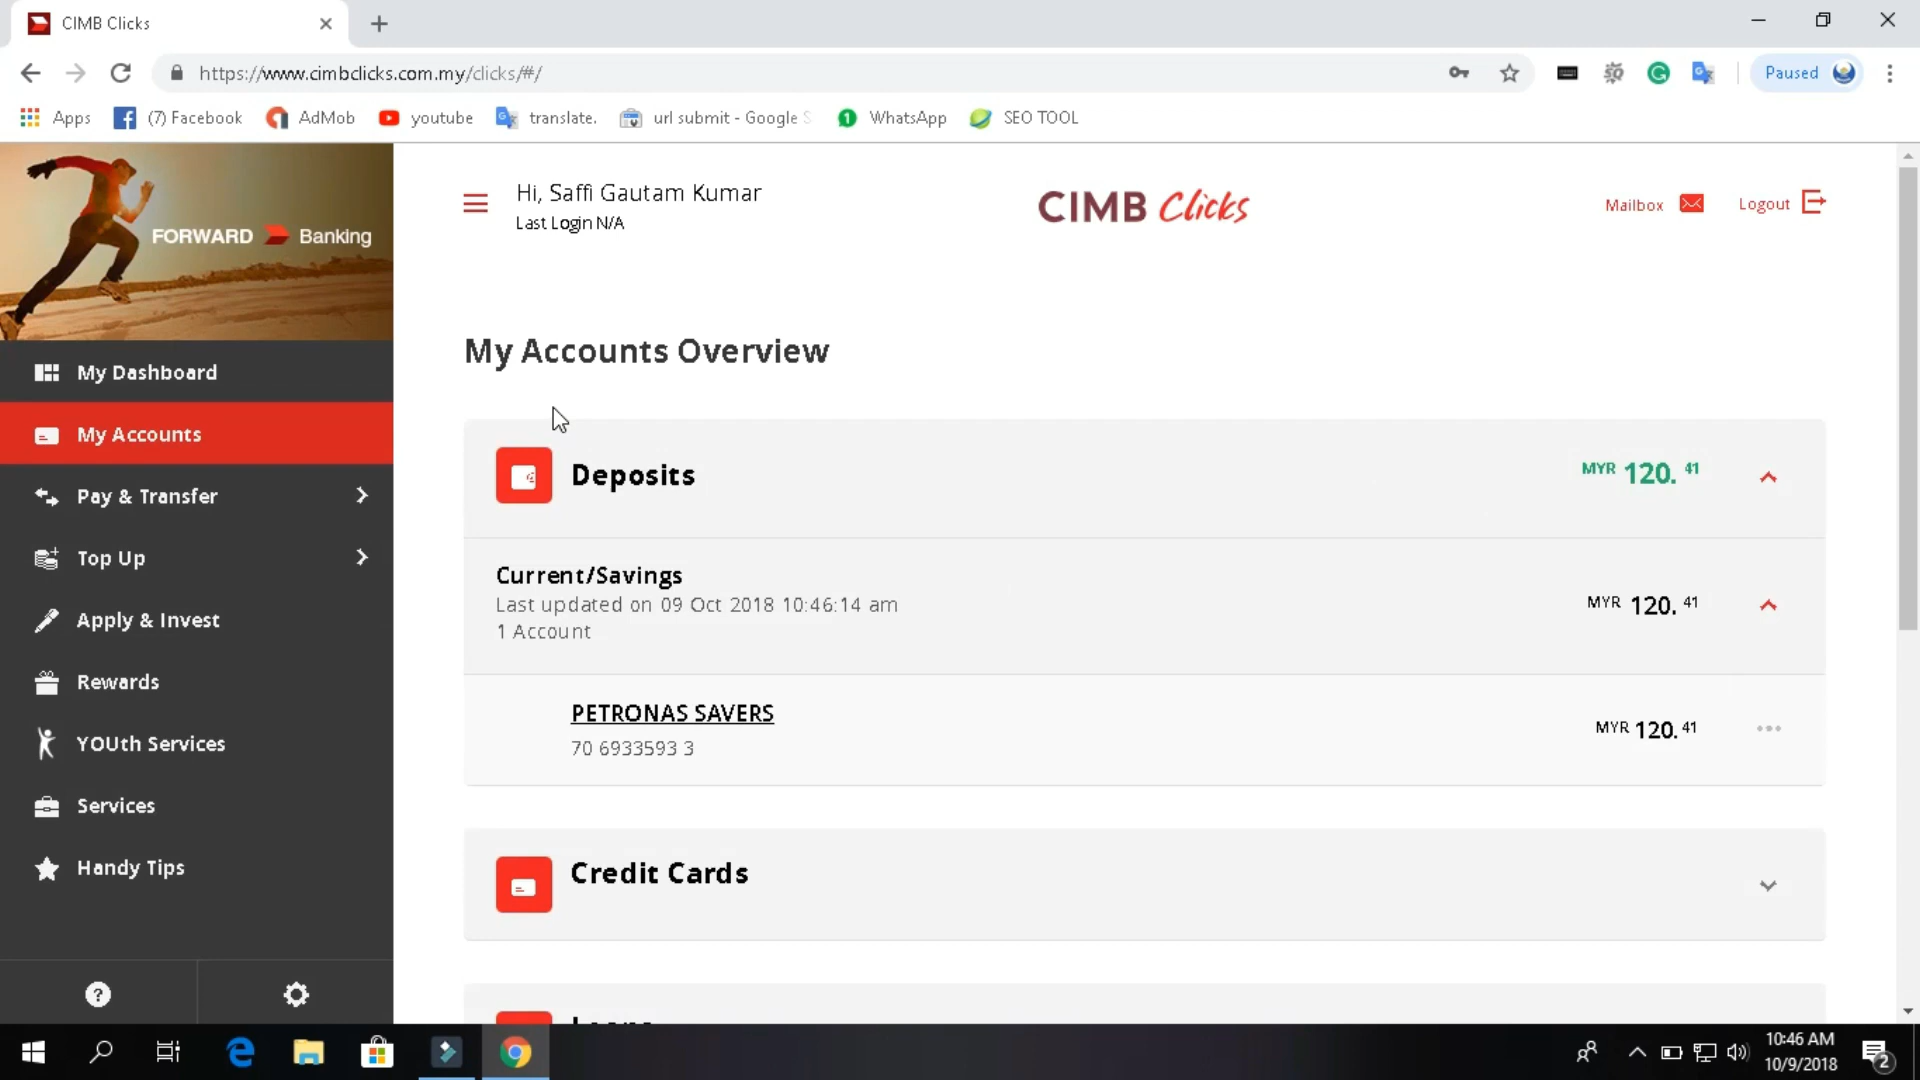 CIMB Clicks
https://www.cimbclicks.com.my/clicks/#/
Paused
Apps
(7) Facebook
AdMob
youtube
translate.
url submit - Google S
1
WhatsApp
SEO TOOL
FORWARD Banking
Hi, Saffi Gautam Kumar
Last Login N/A
CIMB Clicks
Mailbox
Logout
My Dashboard
My Accounts
Pay & Transfer
Top Up
Apply & Invest
Rewards
YOUth Services
Services
Handy Tips
?
My Accounts Overview
Deposits
MYR 120. 41
Current/Savings
Last updated on 09 Oct 2018 10:46:14 am
1 Account
MYR 120. 41
PETRONAS SAVERS
70 6933593 3
MYR 120. 41
Credit Cards
10:46 AM
10/9/2018
2